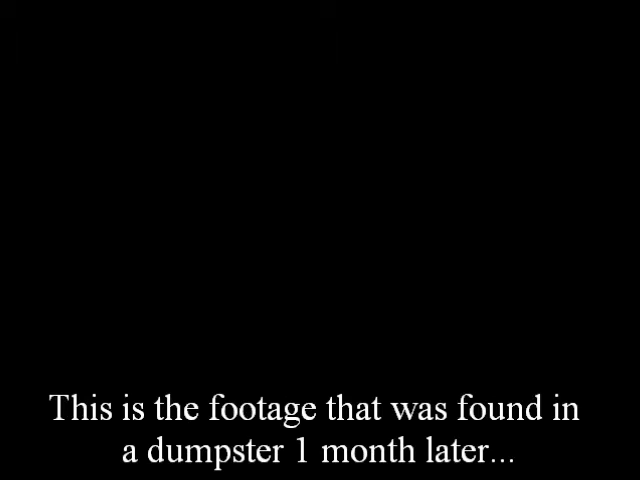 This is the footage that was found in
a dumpster 1 month later...